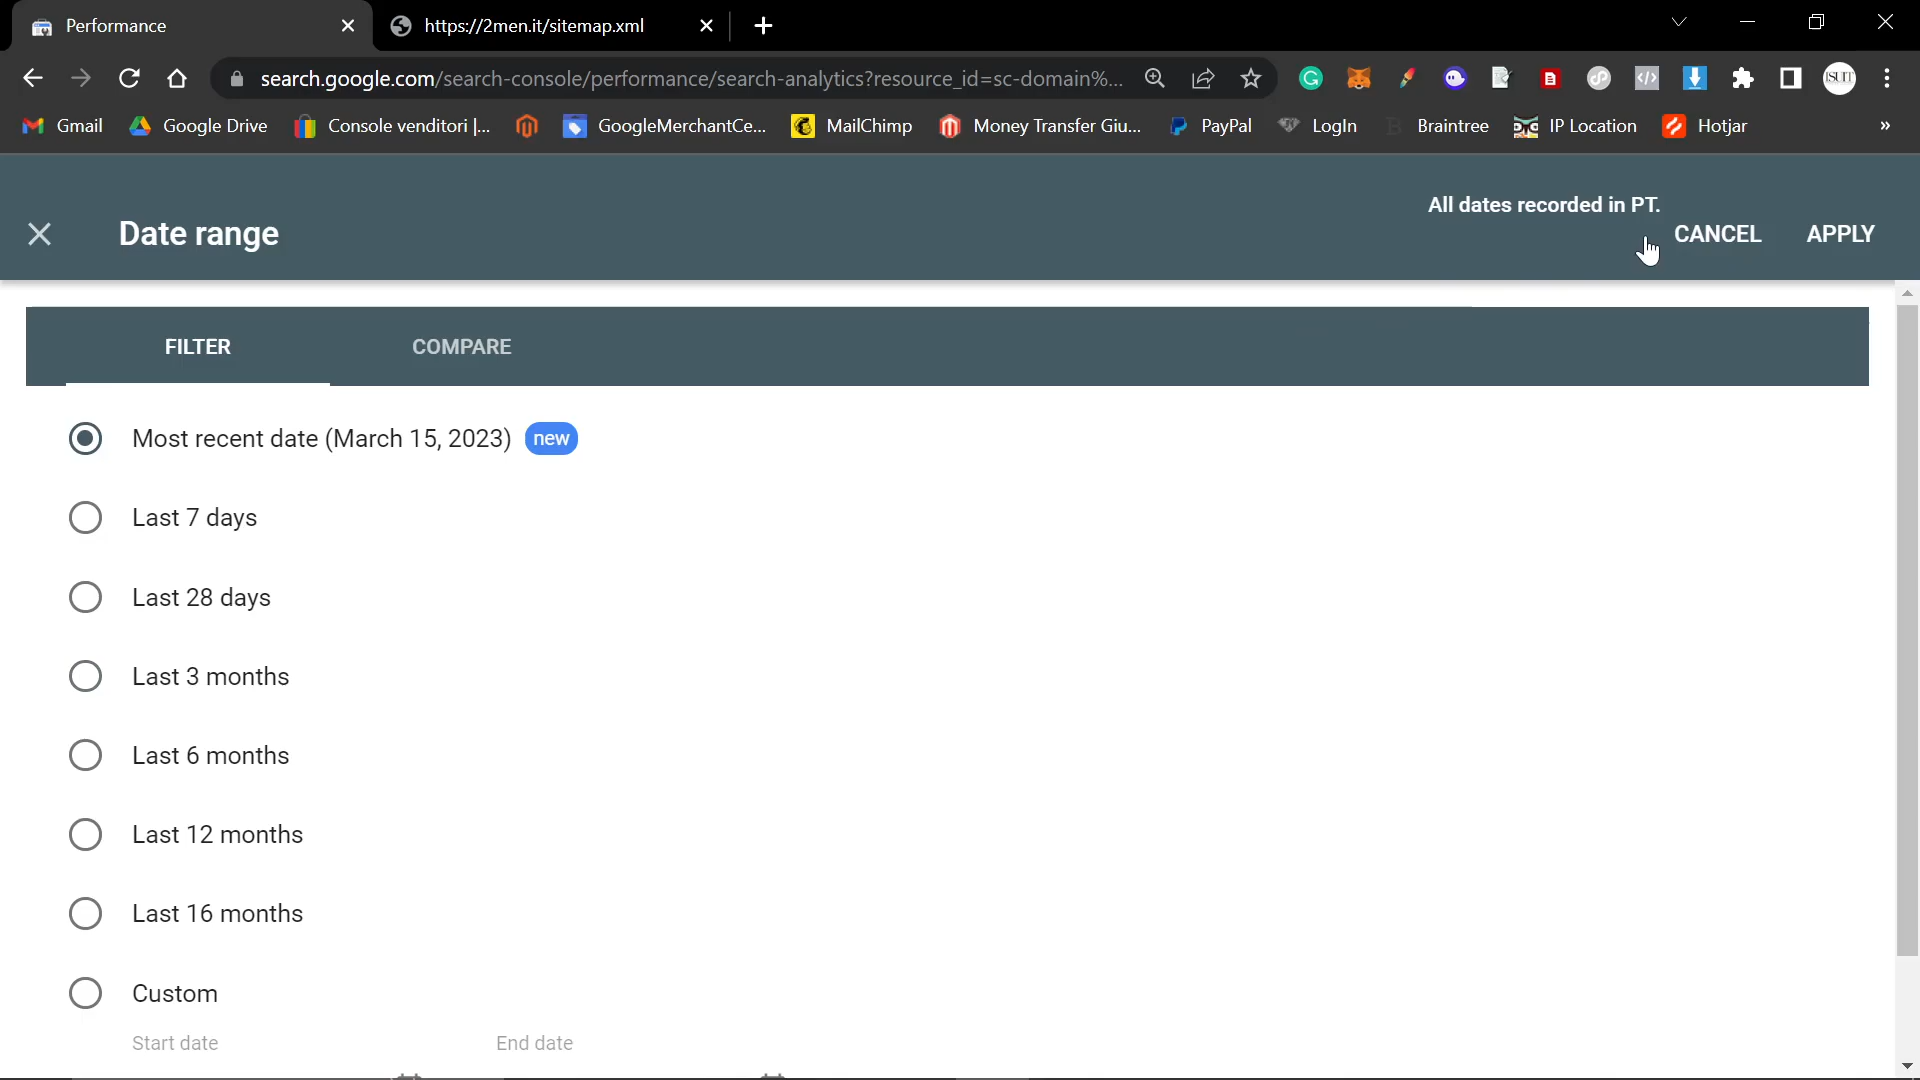 Performance
https://2men.it/sitemap.xml
search.google.com/search-console/performance/search-analytics?resource_id=sc-domain%...
Gmail
Google Drive
Console venditori |...
GoogleMerchantCe...
MailChimp
Money Transfer Giu...
PayPal
LogIn
Braintree
IP Location
Hotjar
»
All dates recorded in PT.
Date range
CANCEL
APPLY
FILTER
COMPARE
Most recent date (March 15, 2023) new
Last 7 days
Last 28 days
Last 3 months
Last 6 months
Last 12 months
Last 16 months
Custom
Start date
End date